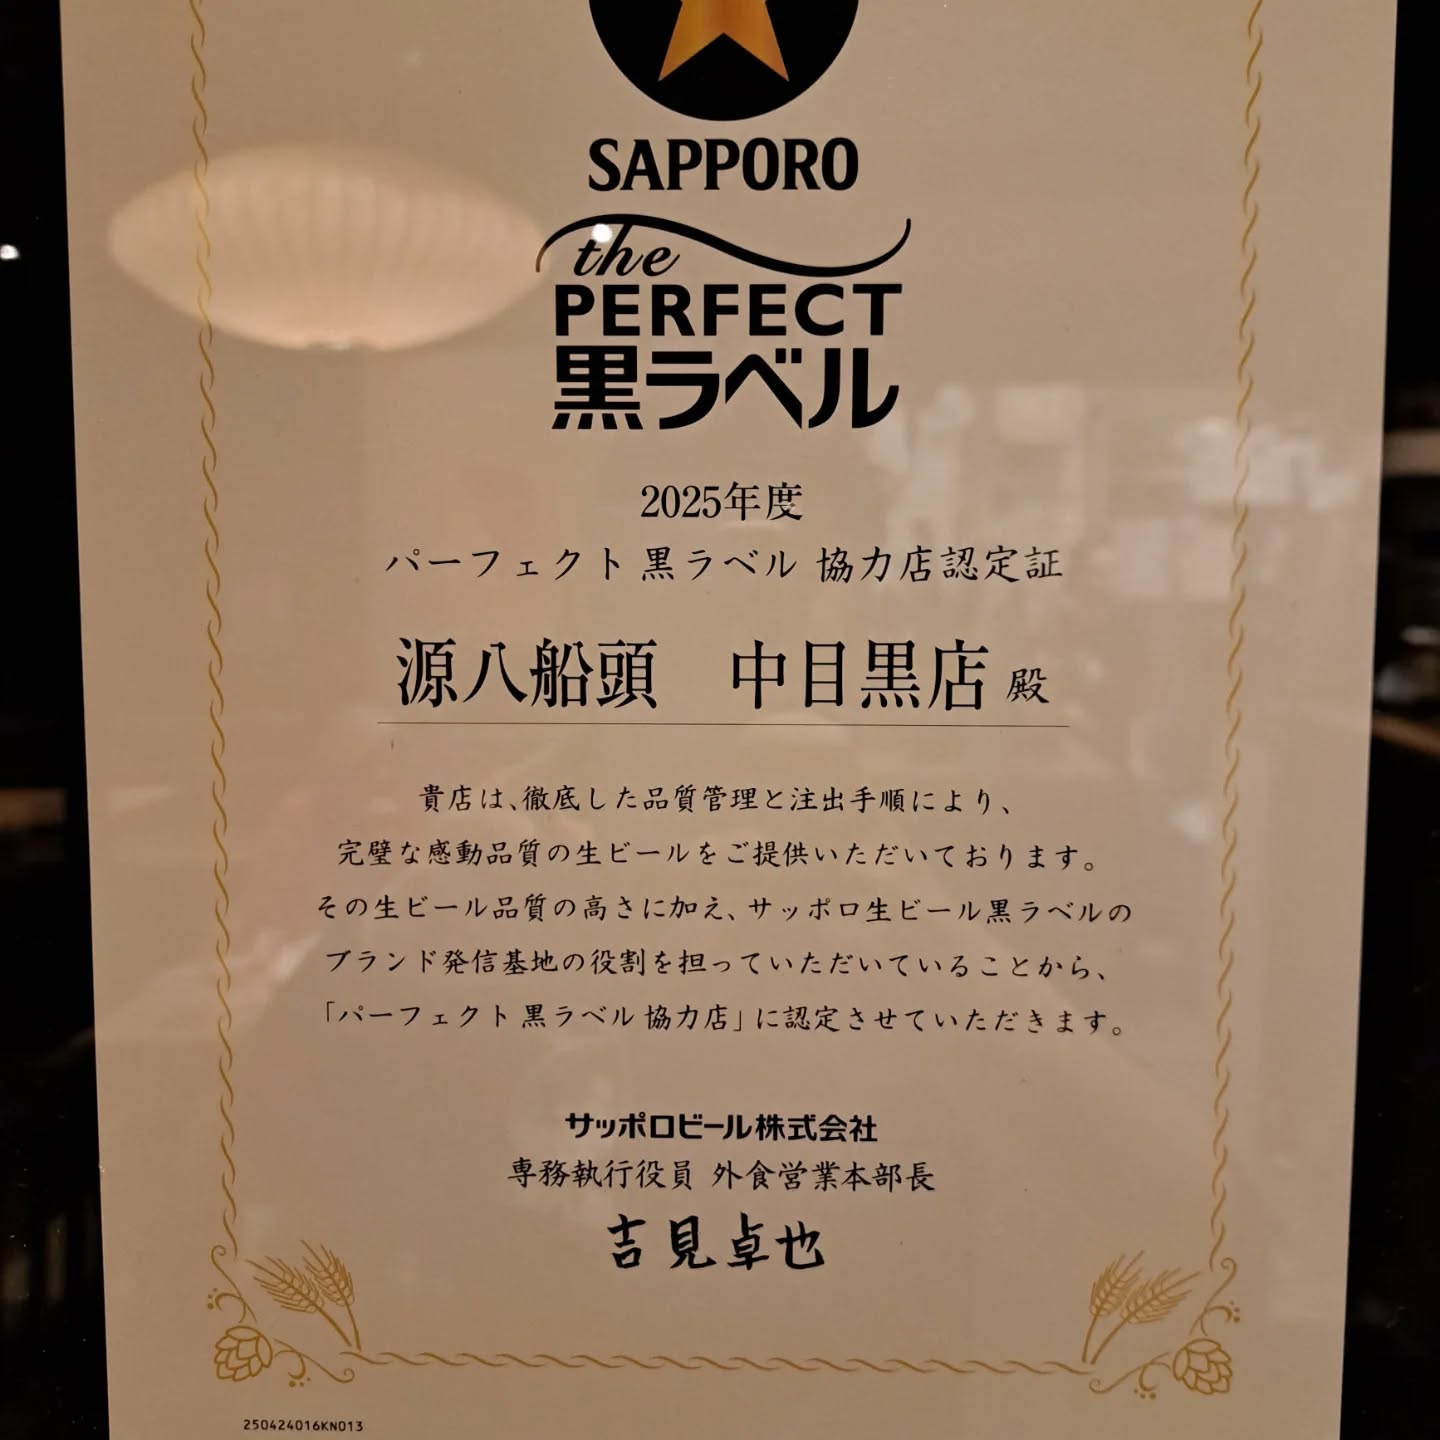 SAPPORO
the
PERFECT
黒ラベル
2025年度
パーフェクト 黒ラベル 協力店認定証
源八船頭　中目黒店 殿
貴店は、徹底した品質管理と注出手順により、
完璧な感動品質の生ビールをご提供いただいております。
その生ビール品質の高さに加え、サッポロ生ビール黒ラベルの
ブランド発信基地の役割を担っていただいていることから、
「パーフェクト 黒ラベル 協力店」に認定させていただきます。
サッポロビール株式会社
専務執行役員 外食営業本部長
吉見卓也
250424016KN013